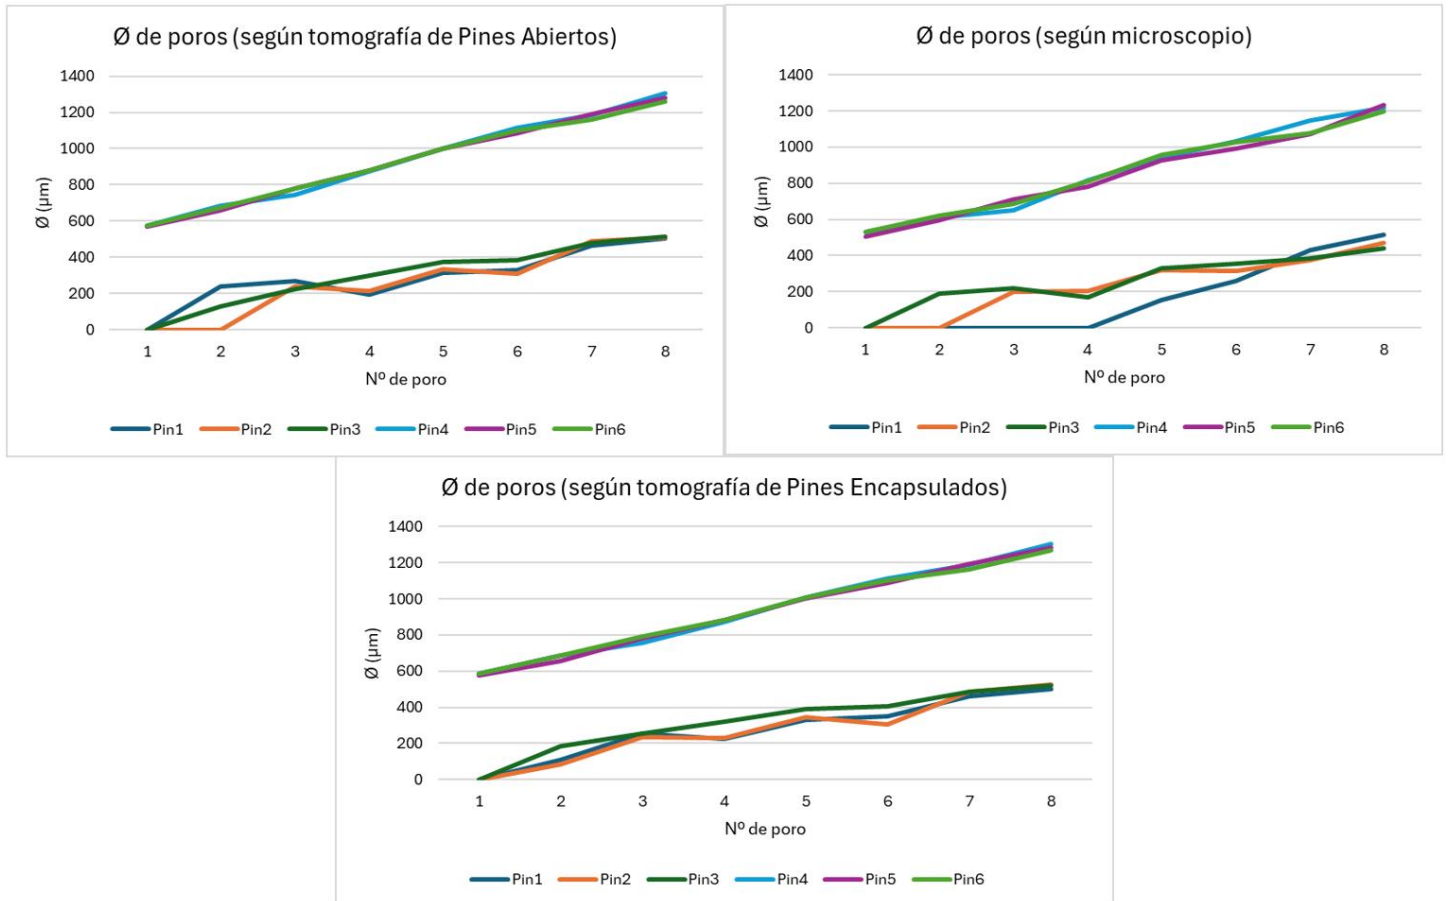 Ø de poros (según tomografía de Pines Abiertos)
1400
1200
1000
800
600
400
200
0
Ø (µm)
1 2 3 4 5 6 7 8
Nº de poro
Pin1 Pin2 Pin3 Pin4 Pin5 Pin6
Ø de poros (según microscopio)
1400
1200
1000
800
600
400
200
0
Ø (µm)
1 2 3 4 5 6 7 8
Nº de poro
Pin1 Pin2 Pin3 Pin4 Pin5 Pin6
Ø de poros (según tomografía de Pines Encapsulados)
1400
1200
1000
800
600
400
200
0
Ø (µm)
1 2 3 4 5 6 7 8
Nº de poro
Pin1 Pin2 Pin3 Pin4 Pin5 Pin6